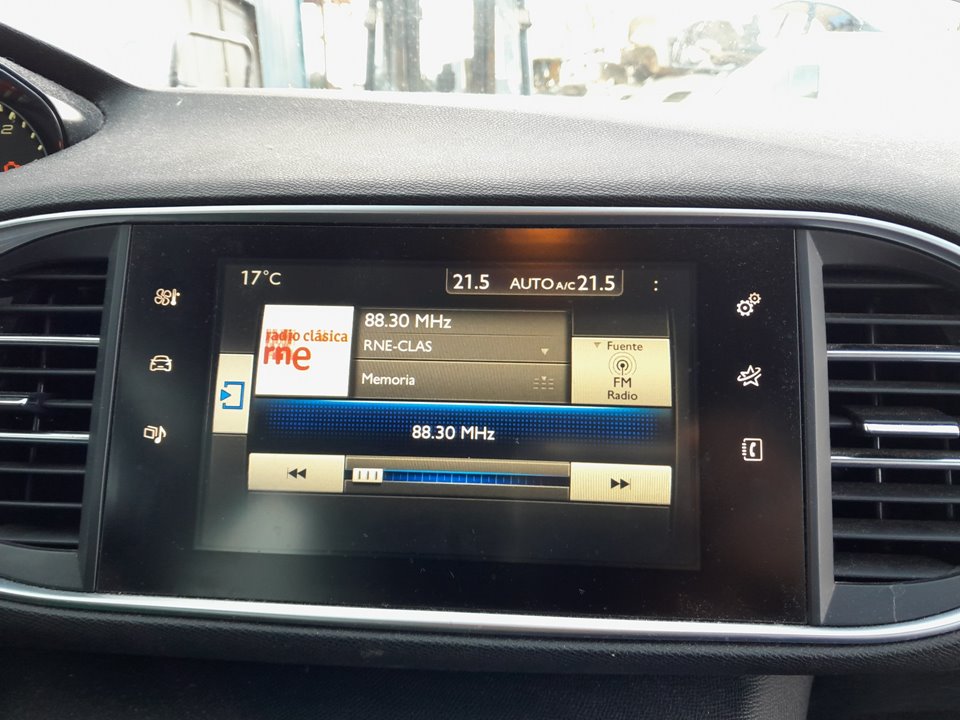 2
17°C
21.5 AUTO A/C 21.5
radio clásica
rne
88.30 MHz
RNE-CLAS
Memoria
Fuente
FM
Radio
88.30 MHz